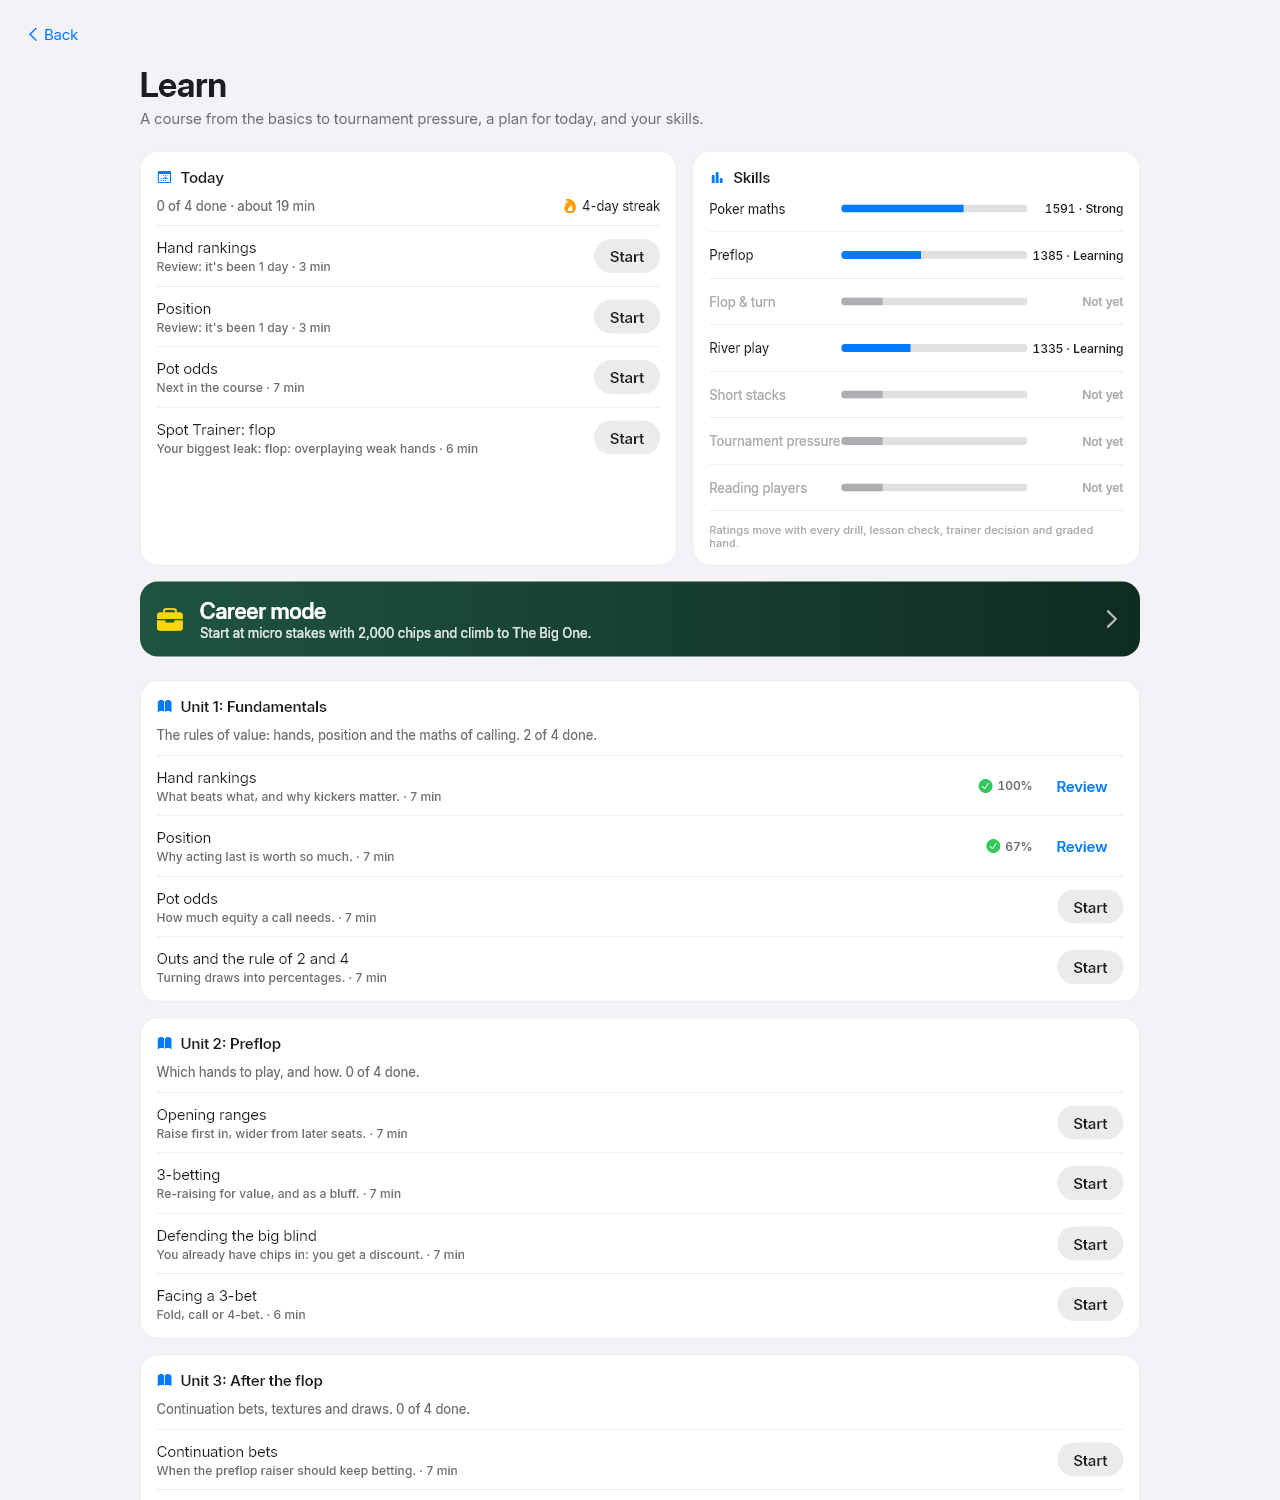 Back
Learn
A course from the basics to tournament pressure, a plan for today, and your skills.
Today
0 of 4 done · about 19 min
4-day streak
Hand rankings
Review: it's been 1 day · 3 min
Start
Position
Review: it's been 1 day · 3 min
Start
Pot odds
Next in the course · 7 min
Start
Spot Trainer: flop
Your biggest leak: flop: overplaying weak hands · 6 min
Start
Skills
Poker maths
1591 · Strong
Preflop
1385 · Learning
Flop & turn
Not yet
River play
1335 · Learning
Short stacks
Not yet
Tournament pressure
Not yet
Reading players
Not yet
Ratings move with every drill, lesson check, trainer decision and graded
hand.
Career mode
Start at micro stakes with 2,000 chips and climb to The Big One.
Unit 1: Fundamentals
The rules of value: hands, position and the maths of calling. 2 of 4 done.
Hand rankings
What beats what, and why kickers matter. · 7 min
100%
Review
Position
Why acting last is worth so much. · 7 min
67%
Review
Pot odds
How much equity a call needs. · 7 min
Start
Outs and the rule of 2 and 4
Turning draws into percentages. · 7 min
Start
Unit 2: Preflop
Which hands to play, and how. 0 of 4 done.
Opening ranges
Raise first in, wider from later seats. · 7 min
Start
3-betting
Re-raising for value, and as a bluff. · 7 min
Start
Defending the big blind
You already have chips in: you get a discount. · 7 min
Start
Facing a 3-bet
Fold, call or 4-bet. · 6 min
Start
Unit 3: After the flop
Continuation bets, textures and draws. 0 of 4 done.
Continuation bets
When the preflop raiser should keep betting. · 7 min
Start